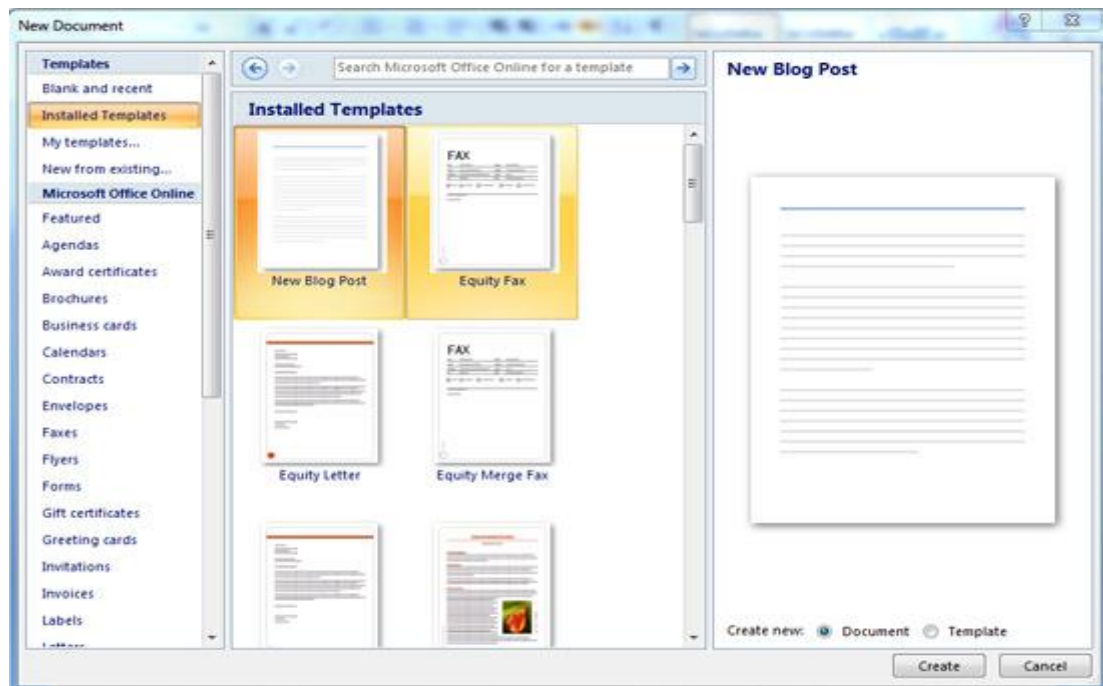 New Document
Templates
Blank and recent
Installed Templates
My templates...
New from existing...
Microsoft Office Online
Featured
Agendas
Award certificates
Brochures
Business cards
Calendars
Contracts
Envelopes
Faxes
Flyers
Forms
Gift certificates
Greeting cards
Invitations
Invoices
Labels
Letters
Search Microsoft Office Online for a template
Installed Templates
FAX
New Blog Post
Equity Fax
FAX
Equity Letter
Equity Merge Fax
New Blog Post
Create new: Document Template
Create Cancel